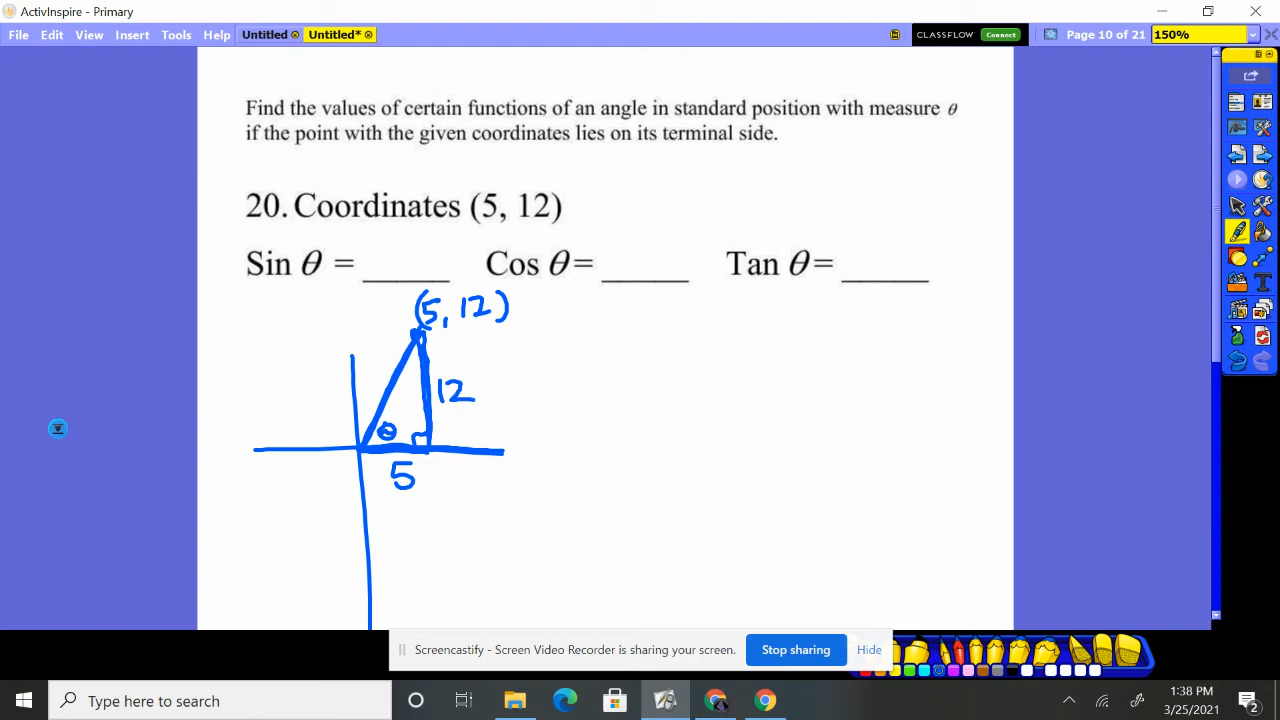 ActivInspire - Primary
File Edit View Insert Tools Help Untitled Untitled* CLASSFLOW Connect Page 10 of 21 150%
Find the values of certain functions of an angle in standard position with measure θ
if the point with the given coordinates lies on its terminal side.
20. Coordinates (5, 12)
Sin θ = _____ Cos θ= _____ Tan θ= _____
(5, 12)
12
θ
5
Screencastify - Screen Video Recorder is sharing your screen. Stop sharing Hide
Type here to search
1:38 PM
3/25/2021
2